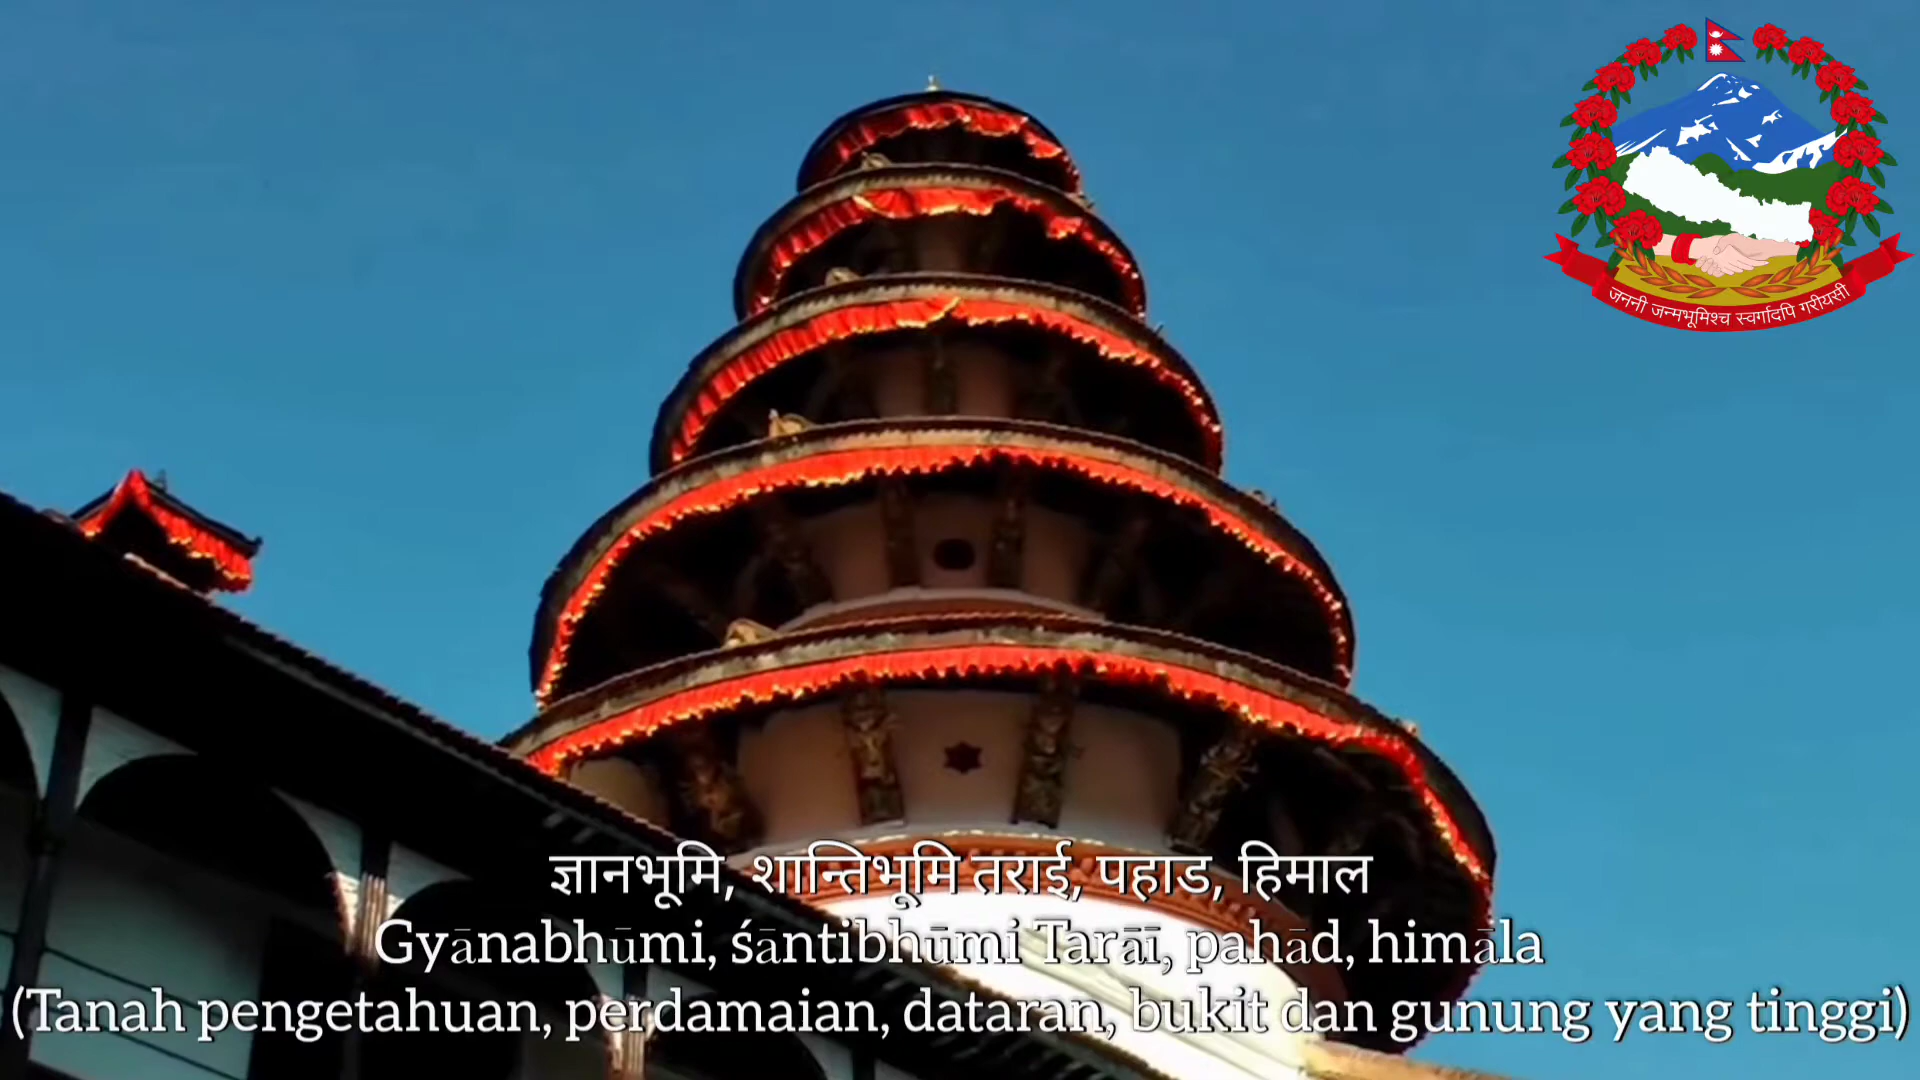 जननी जन्मभूमिश्च स्वर्गादपि गरीयसी
ज्ञानभूमि, शान्तिभूमि तराई, पहाड, हिमाल
Gyānabhūmi, śāntibhūmi Tarāī, pahād, himāla
(Tanah pengetahuan, perdamaian, dataran, bukit dan gunung yang tinggi)